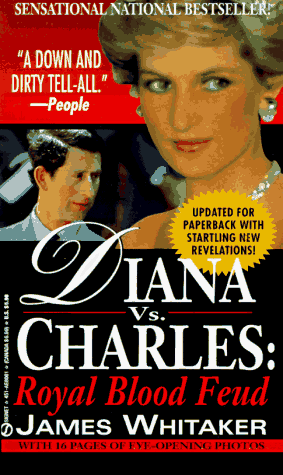 SENSATIONAL NATIONAL BESTSELLER!
"A DOWN AND
DIRTY TELL-ALL."
—People
UPDATED FOR
PAPERBACK WITH
STARTLING NEW
REVELATIONS!
DIANA
Vs.
CHARLES:
Royal Blood Feud
JAMES WHITAKER
WITH 16 PAGES OF EYE-OPENING PHOTOS
SIGNET